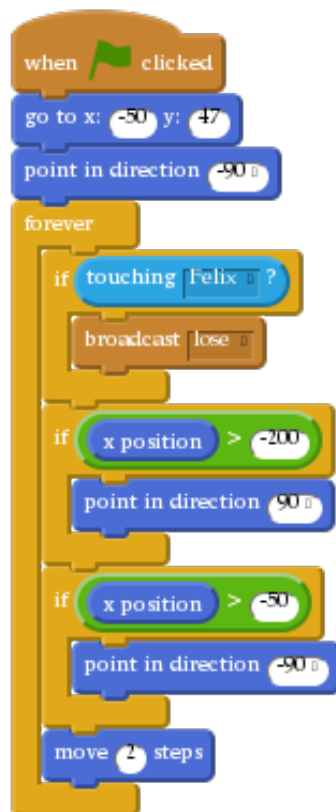 when clicked
go to x: -50 y: 47
point in direction -90
forever
if touching Felix ?
broadcast lose
if x position > -200
point in direction 90
if x position > -50
point in direction -90
move 2 steps